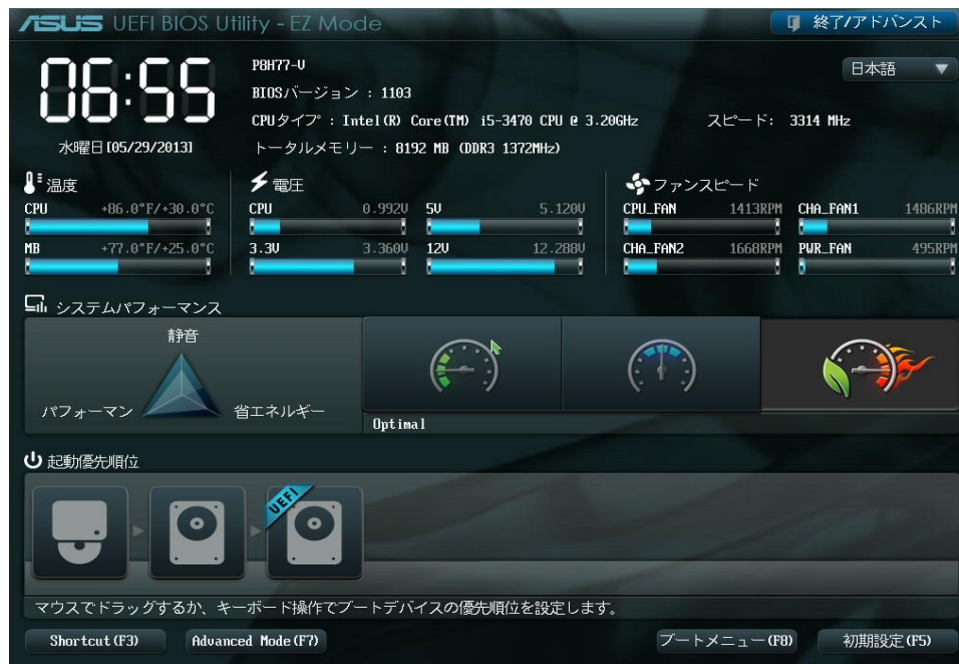 ASUS UEFI BIOS Utility - EZ Mode
終了/アドバンスト
06:55
水曜日 [05/29/2013]
P8H77-V
BIOSバージョン : 1103
CPUタイプ : Intel(R) Core(TM) i5-3470 CPU @ 3.20GHz
スピード: 3314 MHz
トータルメモリー : 8192 MB (DDR3 1372MHz)
日本語
温度
CPU +86.0°F/+30.0°C
MB +77.0°F/+25.0°C
電圧
CPU 0.992V 5V 5.120V
3.3V 3.360V 12V 12.288V
ファンスピード
CPU_FAN 1413RPM CHA_FAN1 1486RPM
CHA_FAN2 1668RPM PWR_FAN 495RPM
システムパフォーマンス
静音
パフォーマン
省エネルギー
Optimal
起動優先順位
UEFI
マウスでドラッグするか、キーボード操作でブートデバイスの優先順位を設定します。
Shortcut(F3)
Advanced Mode(F7)
ブートメニュー(F8)
初期設定(F5)